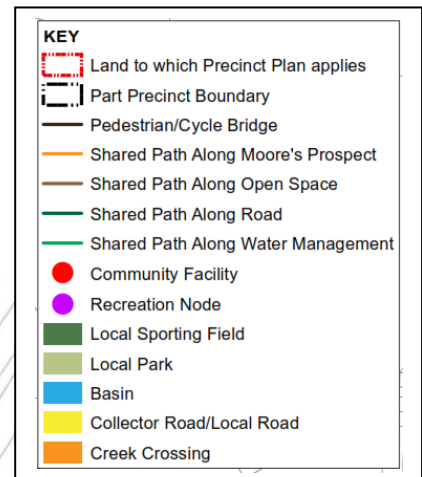 KEY
Land to which Precinct Plan applies
Part Precinct Boundary
Pedestrian/Cycle Bridge
Shared Path Along Moore's Prospect
Shared Path Along Open Space
Shared Path Along Road
Shared Path Along Water Management
Community Facility
Recreation Node
Local Sporting Field
Local Park
Basin
Collector Road/Local Road
Creek Crossing